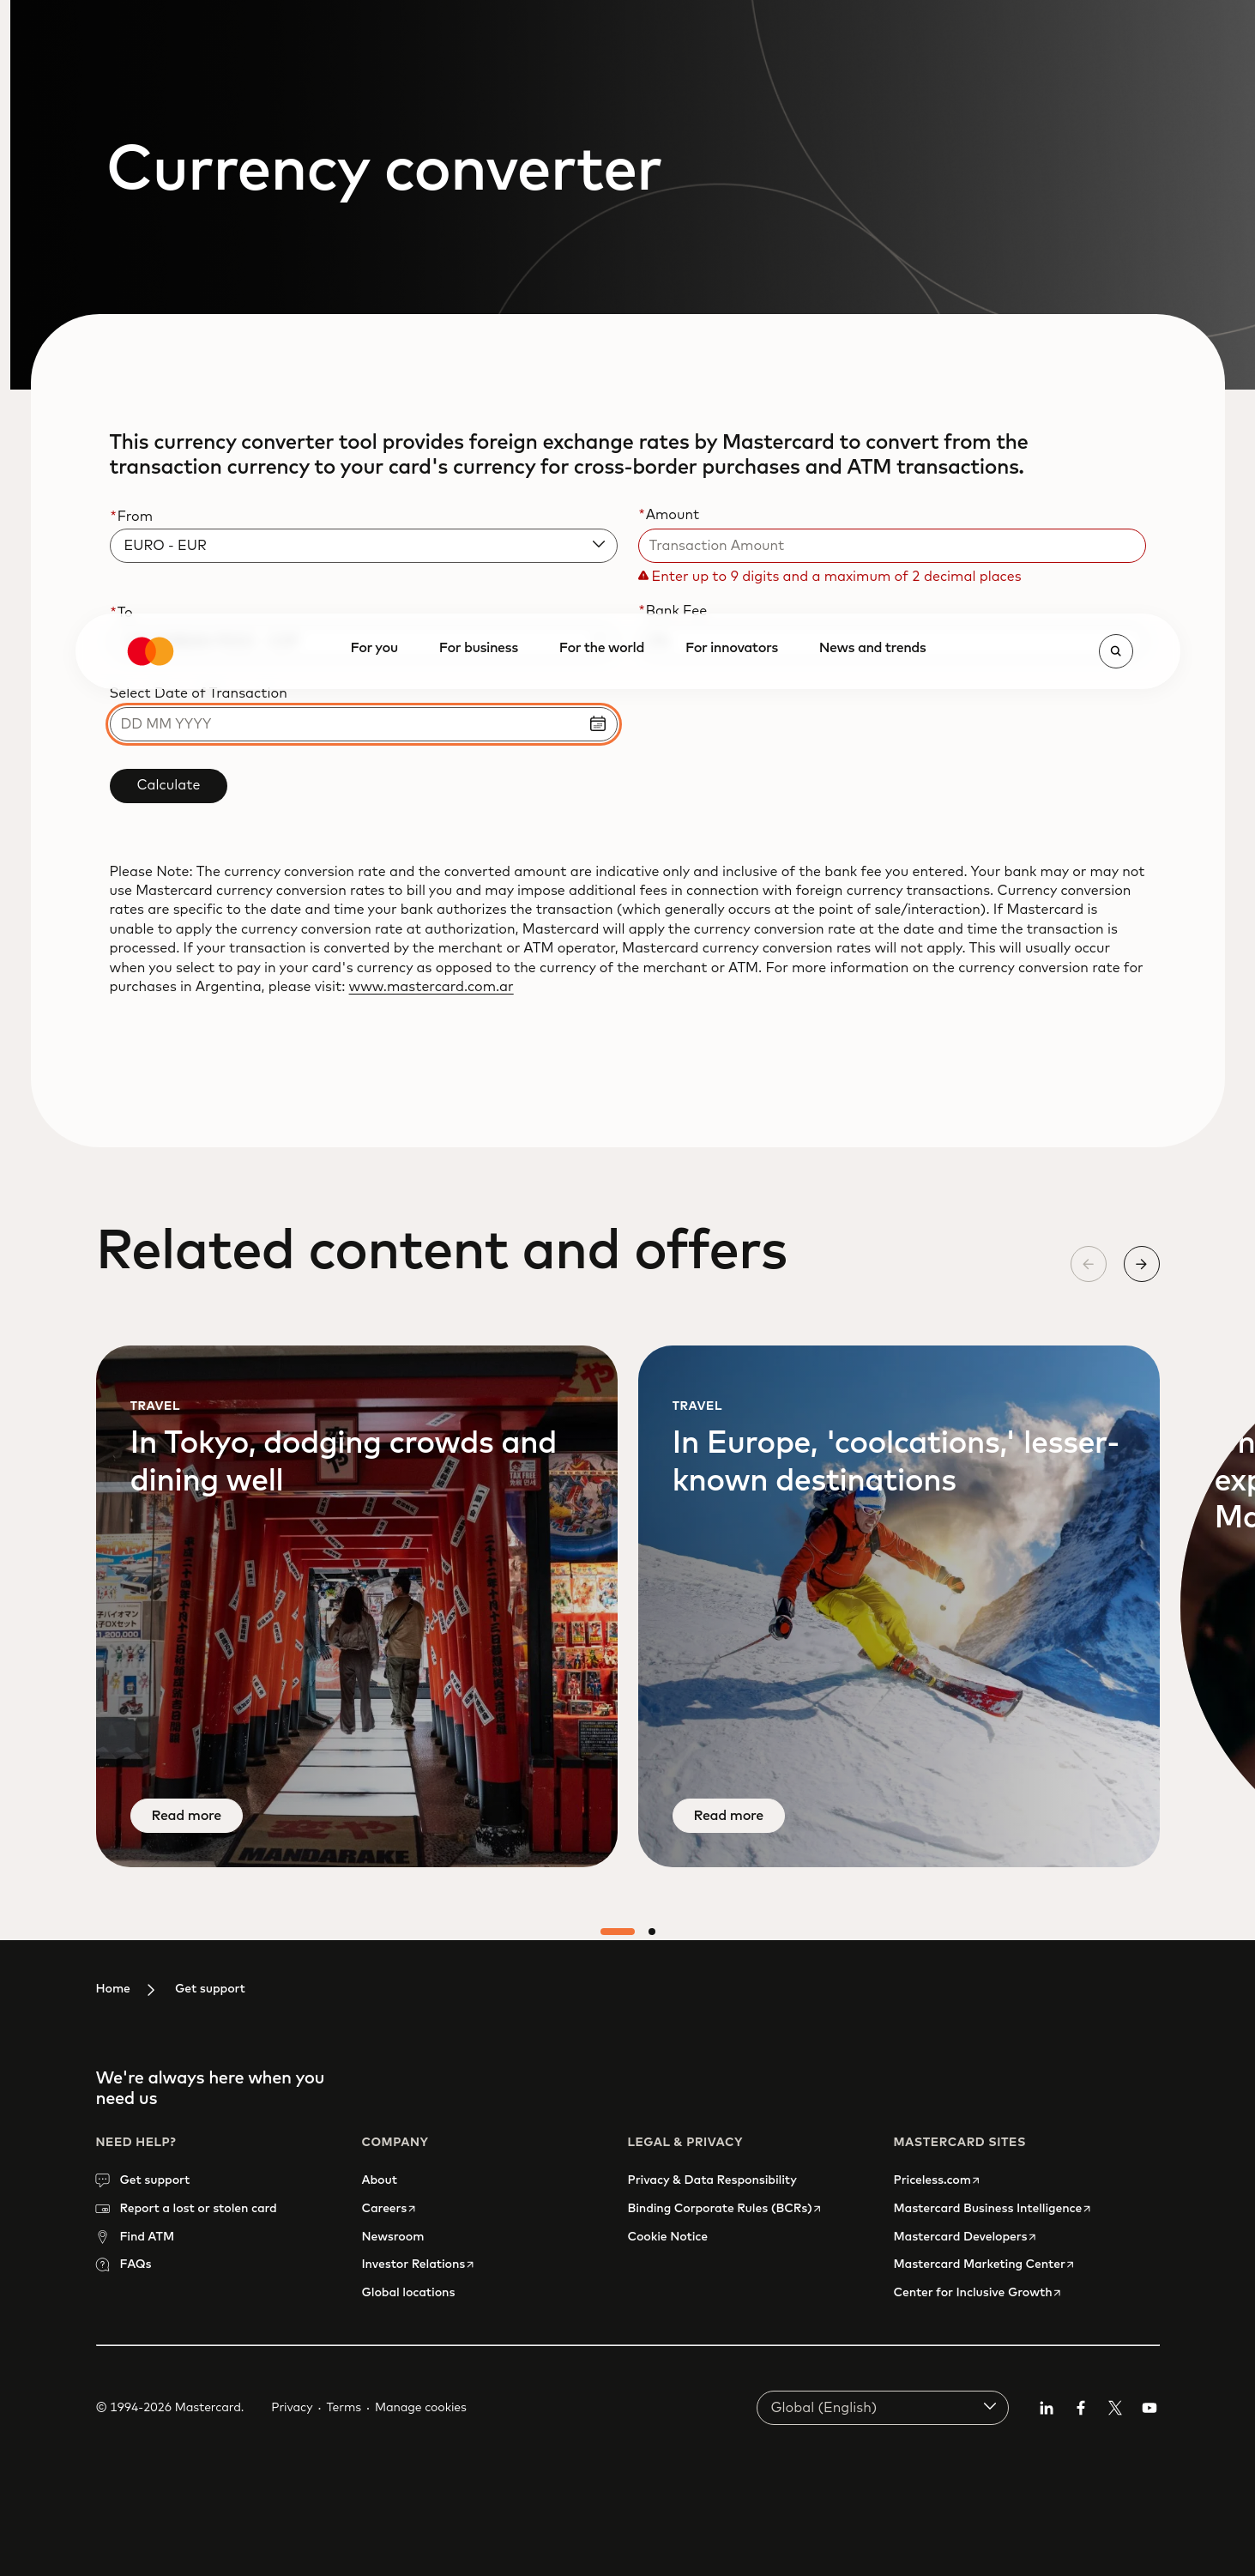 Currency converter
This currency converter tool provides foreign exchange rates by Mastercard to convert from the
transaction currency to your card's currency for cross-border purchases and ATM transactions.
*From
EURO - EUR
*Amount
Transaction Amount
Enter up to 9 digits and a maximum of 2 decimal places
*To
*Bank Fee
For you
For business
For the world
For innovators
News and trends
Select Date of Transaction
DD MM YYYY
Calculate
Please Note: The currency conversion rate and the converted amount are indicative only and inclusive of the bank fee you entered. Your bank may or may not
use Mastercard currency conversion rates to bill you and may impose additional fees in connection with foreign currency transactions. Currency conversion
rates are specific to the date and time your bank authorizes the transaction (which generally occurs at the point of sale/interaction). If Mastercard is
unable to apply the currency conversion rate at authorization, Mastercard will apply the currency conversion rate at the date and time the transaction is
processed. If your transaction is converted by the merchant or ATM operator, Mastercard currency conversion rates will not apply. This will usually occur
when you select to pay in your card's currency as opposed to the currency of the merchant or ATM. For more information on the currency conversion rate for
purchases in Argentina, please visit: www.mastercard.com.ar
Related content and offers
TRAVEL
In Tokyo, dodging crowds and
dining well
MANDARAKE
Read more
TRAVEL
In Europe, 'coolcations,' lesser-
known destinations
Read more
exp
Ma
Home
Get support
We're always here when you
need us
NEED HELP?
Get support
Report a lost or stolen card
Find ATM
FAQs
COMPANY
About
Careers
Newsroom
Investor Relations
Global locations
LEGAL & PRIVACY
Privacy & Data Responsibility
Binding Corporate Rules (BCRs)
Cookie Notice
MASTERCARD SITES
Priceless.com
Mastercard Business Intelligence
Mastercard Developers
Mastercard Marketing Center
Center for Inclusive Growth
© 1994-2026 Mastercard.
Privacy · Terms · Manage cookies
Global (English)